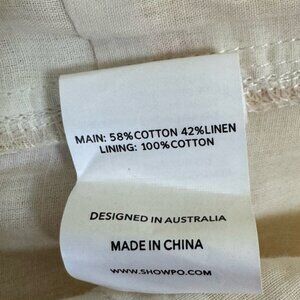 MAIN: 58%COTTON 42%LINEN
LINING: 100%COTTON
DESIGNED IN AUSTRALIA
MADE IN CHINA
WWW.SHOWPO.COM